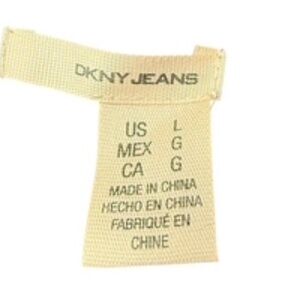 DKNY JEANS
US L
MEX G
CA G
MADE IN CHINA
HECHO EN CHINA
FABRIQUÉ EN
CHINE